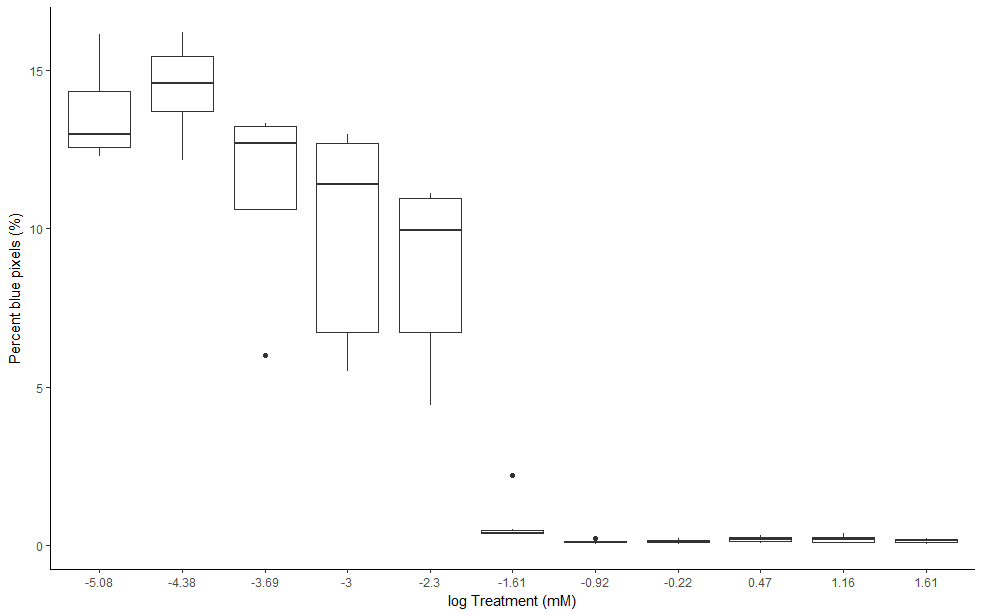 Percent blue pixels (%)
15
10
5
0
-5.08 -4.38 -3.69 -3 -2.3 -1.61 -0.92 -0.22 0.47 1.16 1.61
log Treatment (mM)